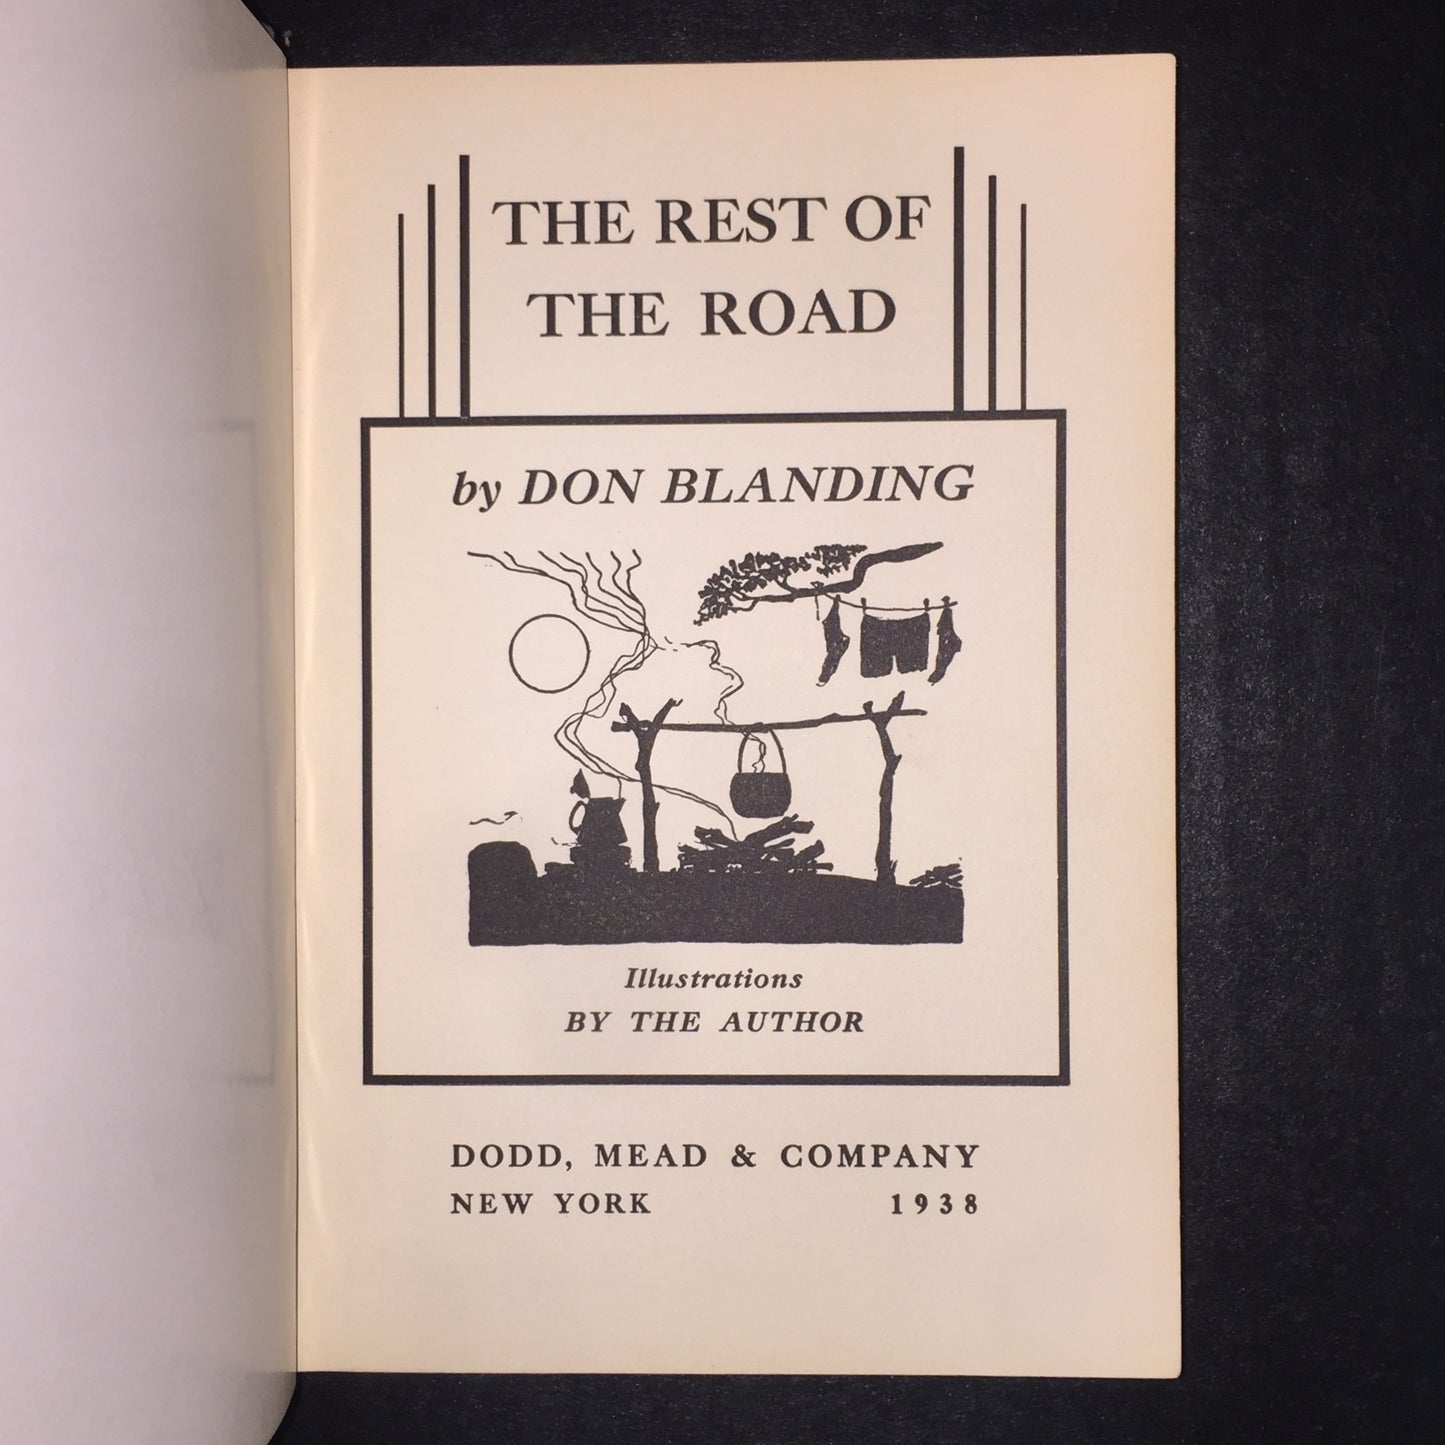 THE REST OF
THE ROAD
by DON BLANDING
Illustrations
BY THE AUTHOR
DODD, MEAD & COMPANY
NEW YORK 1938